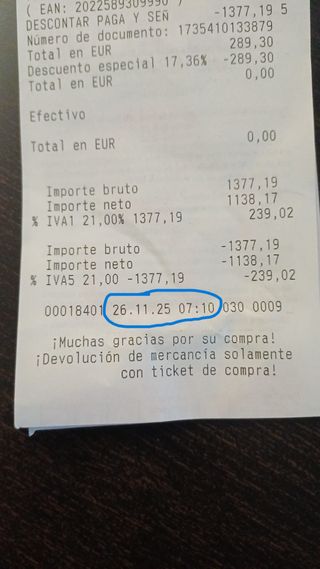 ( EAN: 2022589309990 )
DESCONTAR PAGA Y SEÑ -1377,19 5
Número de documento: 1735410133879
Total en EUR 289,30
Descuento especial 17,36% -289,30
Total en EUR 0,00
Efectivo
Total en EUR 0,00
Importe bruto 1377,19
Importe neto 1138,17
% IVA1 21,00% 1377,19 239,02
Importe bruto -1377,19
Importe neto -1138,17
% IVA5 21,00 -1377,19 -239,02
00018401 26.11.25 07:10 030 0009
¡Muchas gracias por su compra!
¡Devolución de mercancía solamente
con ticket de compra!